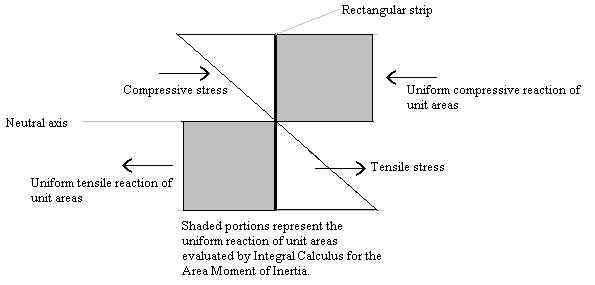 Rectangular strip
Compressive stress
Uniform compressive reaction of
unit areas
Neutral axis
Uniform tensile reaction of
unit areas
Tensile stress
Shaded portions represent the
uniform reaction of unit areas
evaluated by Integral Calculus for the
Area Moment of Inertia.